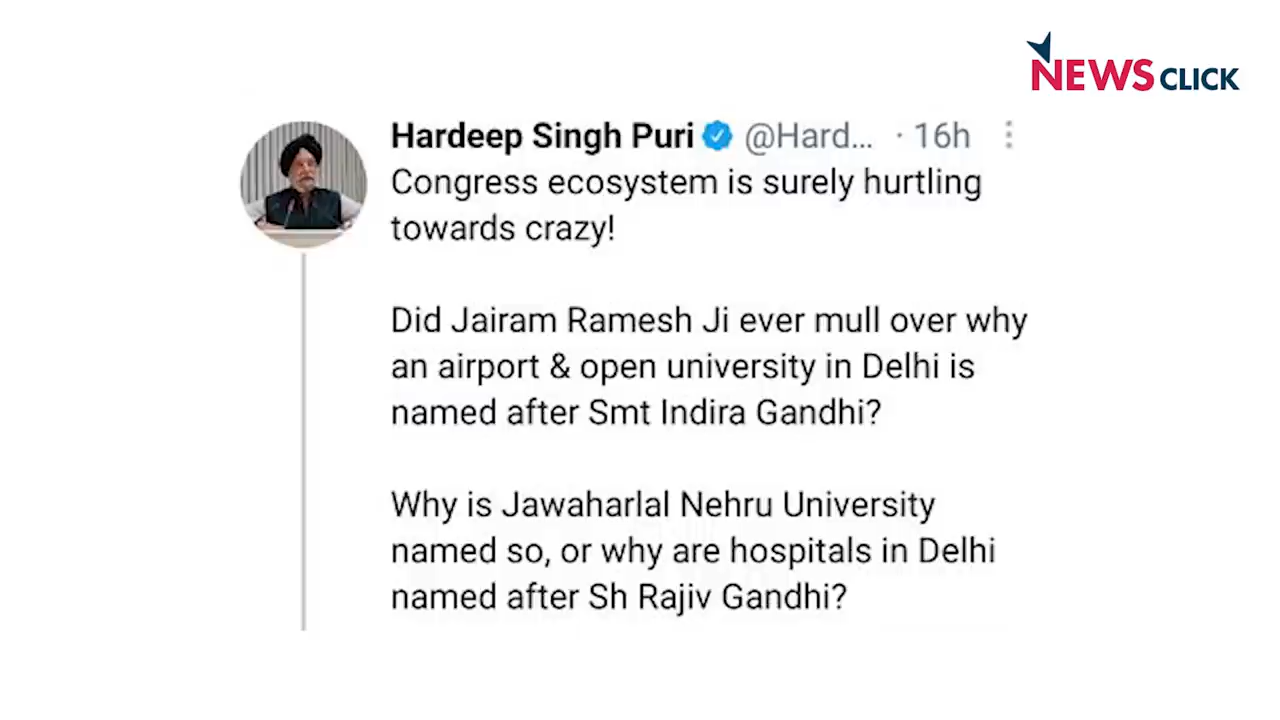 NEWS CLICK
Hardeep Singh Puri @Hard... · 16h
Congress ecosystem is surely hurtling
towards crazy!
Did Jairam Ramesh Ji ever mull over why
an airport & open university in Delhi is
named after Smt Indira Gandhi?
Why is Jawaharlal Nehru University
named so, or why are hospitals in Delhi
named after Sh Rajiv Gandhi?